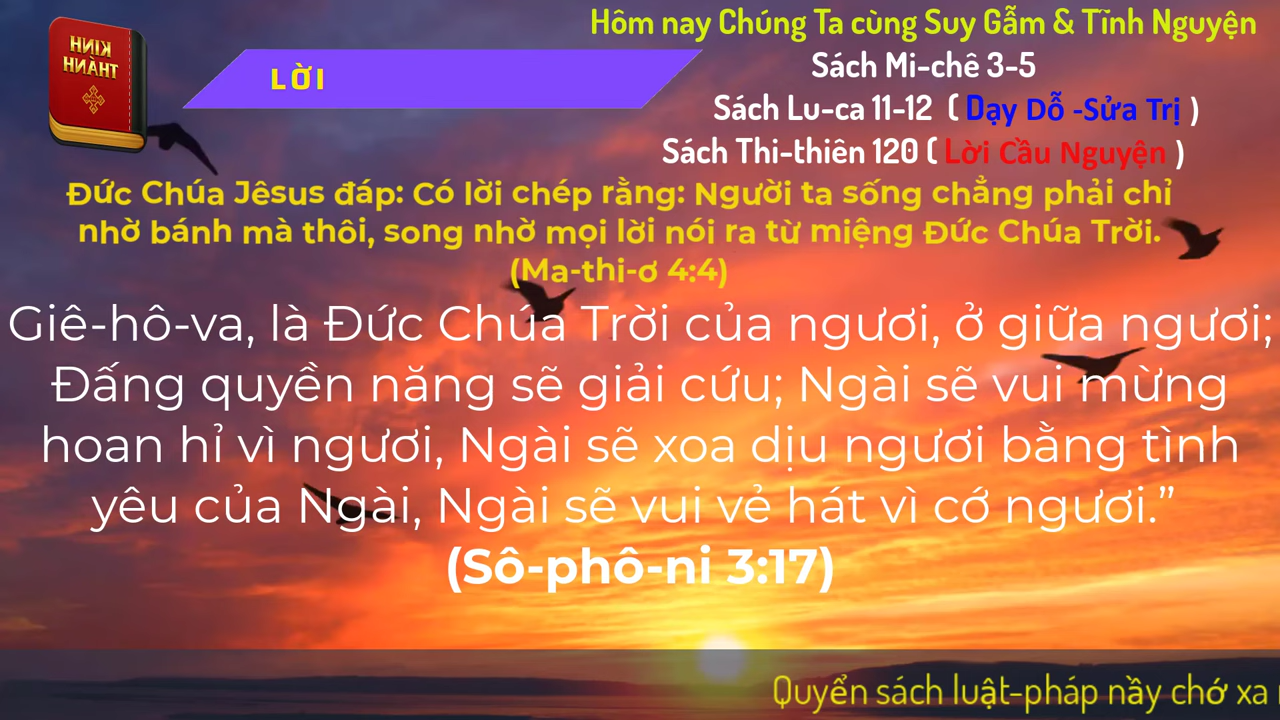 KINH
THÁNH
LỜI
Hôm nay Chúng Ta cùng Suy Gẫm & Tĩnh Nguyện
Sách Mi-chê 3-5
Sách Lu-ca 11-12 ( Dạy Dỗ -Sửa Trị )
Sách Thi-thiên 120 ( Lời Cầu Nguyện )
Đức Chúa Jêsus đáp: Có lời chép rằng: Người ta sống chẳng phải chỉ
nhờ bánh mà thôi, song nhờ mọi lời nói ra từ miệng Đức Chúa Trời.
(Ma-thi-ơ 4:4)
Giê-hô-va, là Đức Chúa Trời của ngươi, ở giữa ngươi;
Đấng quyền năng sẽ giải cứu; Ngài sẽ vui mừng
hoan hỉ vì ngươi, Ngài sẽ xoa dịu ngươi bằng tình
yêu của Ngài, Ngài sẽ vui vẻ hát vì cớ ngươi.”
(Sô-phô-ni 3:17)
Quyển sách luật-pháp nầy chớ xa